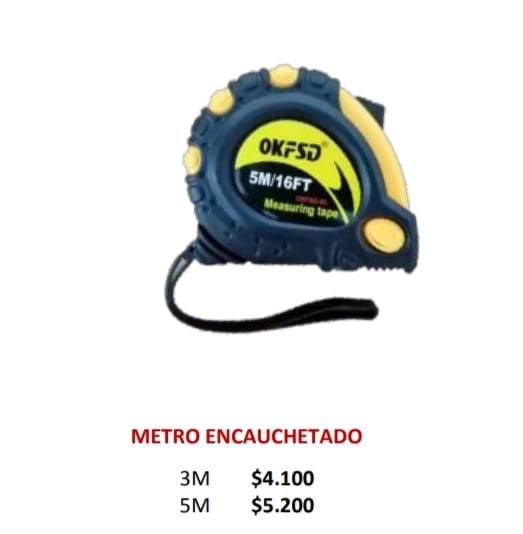 OKFSD®
5M/16FT
Measuring tape
METRO ENCAUCHETADO
3M $4.100
5M $5.200